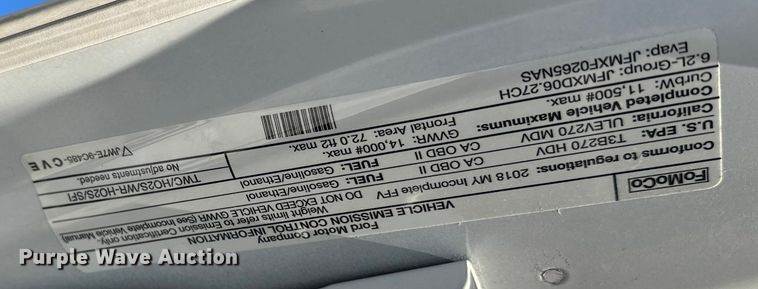 FoMoCo
Ford Motor Company
VEHICLE EMISSION CONTROL INFORMATION
Weight limits refer to Emission Certification only,
DO NOT EXCEED VEHICLE GVWR (See Incomplete Vehicle Manual)
Conforms to regulations: 2018 MY Incomplete FFV
U.S. EPA: T3B270 HDV CA OBD II FUEL: Gasoline/Ethanol
California: ULEV270 MDV CA OBD II FUEL: Gasoline/Ethanol
TWC/HO2S/WR-HO2S/SFI
No adjustments needed.
Completed Vehicle Maximums: GVWR: 14,000# max.
CurbW: 11,500# max. Frontal Area: 72.0 ft2 max.
6.2L-Group: JFMXD06.27CH
Evap: JFMXF0265NAS
JW7E-9C485-CVE
Purple Wave Auction